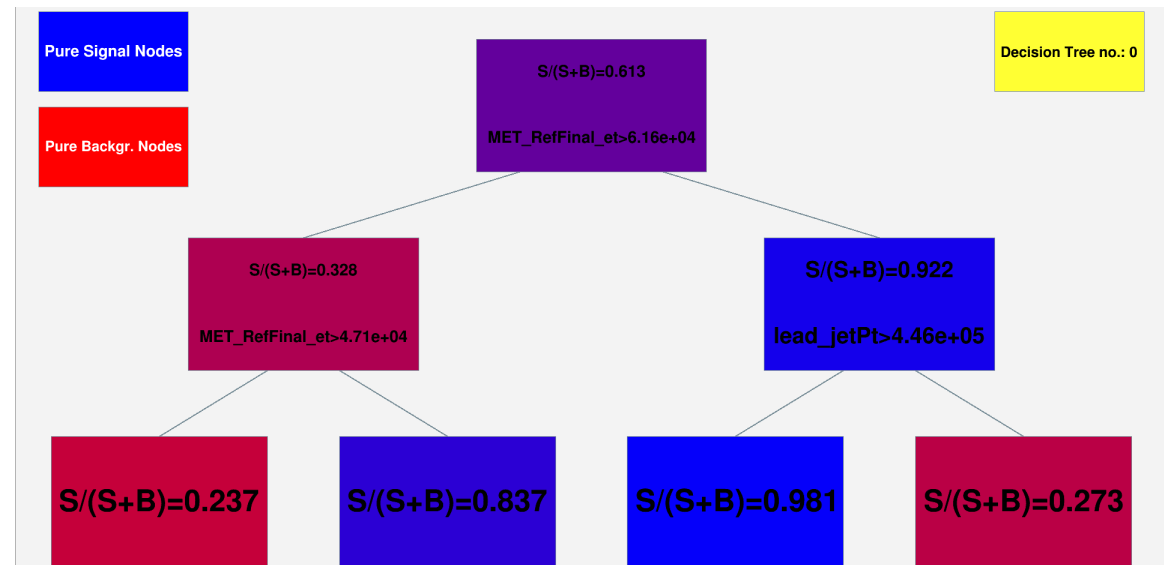 Pure Signal Nodes
Pure Backgr. Nodes
Decision Tree no.: 0
S/(S+B)=0.613
MET_RefFinal_et>6.16e+04
S/(S+B)=0.328
MET_RefFinal_et>4.71e+04
S/(S+B)=0.922
lead_jetPt>4.46e+05
S/(S+B)=0.237
S/(S+B)=0.837
S/(S+B)=0.981
S/(S+B)=0.273